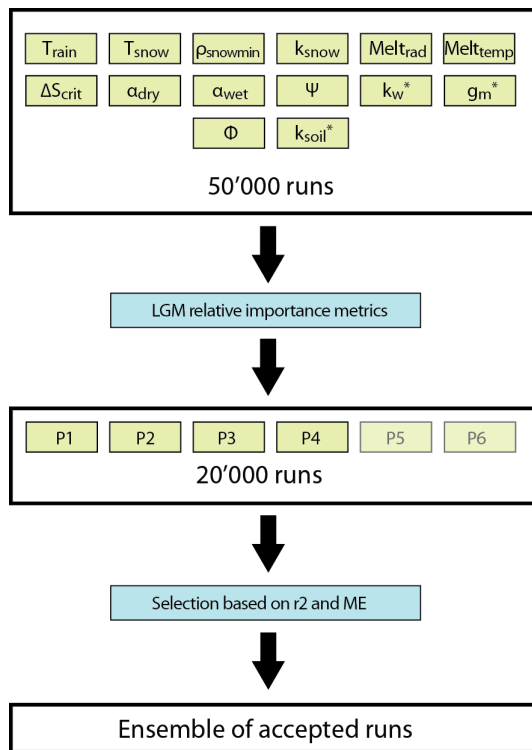 Train Tsnow ρsnowmin ksnow Meltrad Melttemp
ΔScrit αdry αwet Ψ kw* gm*
Φ ksoil*
50'000 runs
LGM relative importance metrics
P1 P2 P3 P4 P5 P6
20'000 runs
Selection based on r2 and ME
Ensemble of accepted runs